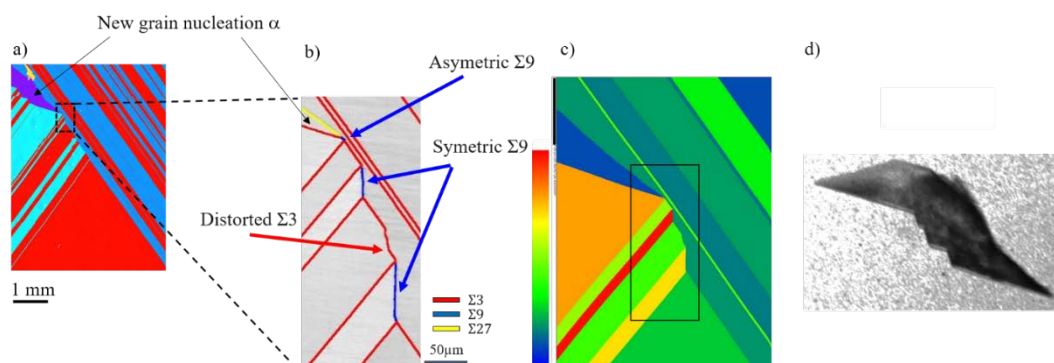 New grain nucleation α
a)
b)
c)
d)
Asymetric Σ9
Symetric Σ9
Distorted Σ3
Σ3
Σ9
Σ27
1 mm
50µm